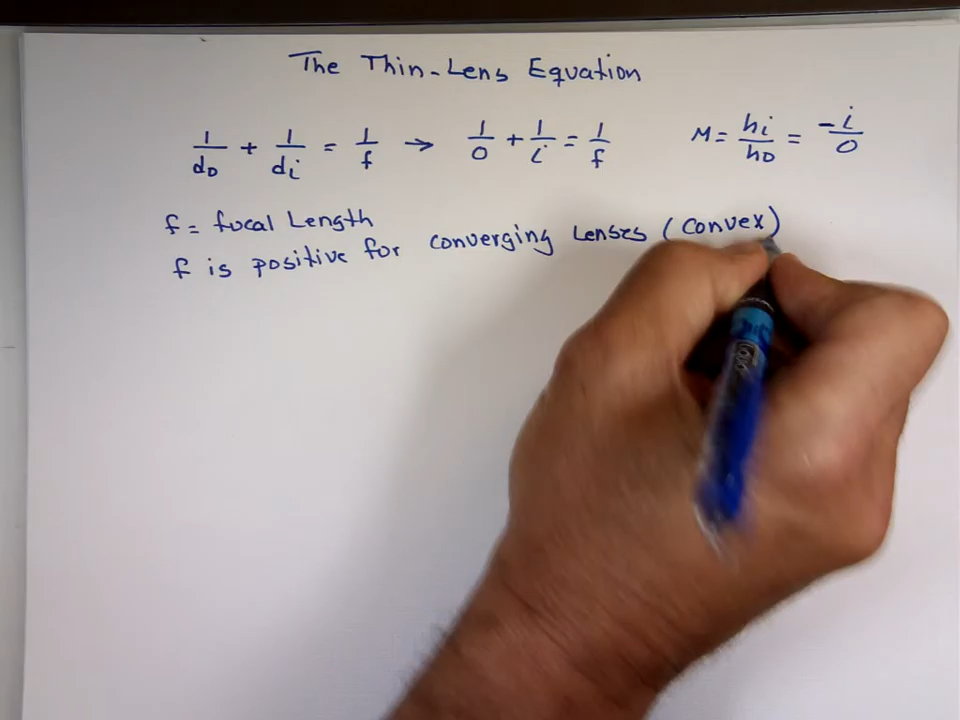 The Thin-Lens Equation
1/do + 1/di = 1/f → 1/o + 1/i = 1/f M = hi/ho = -i/o
f = focal Length
f is positive for converging Lenses (convex)